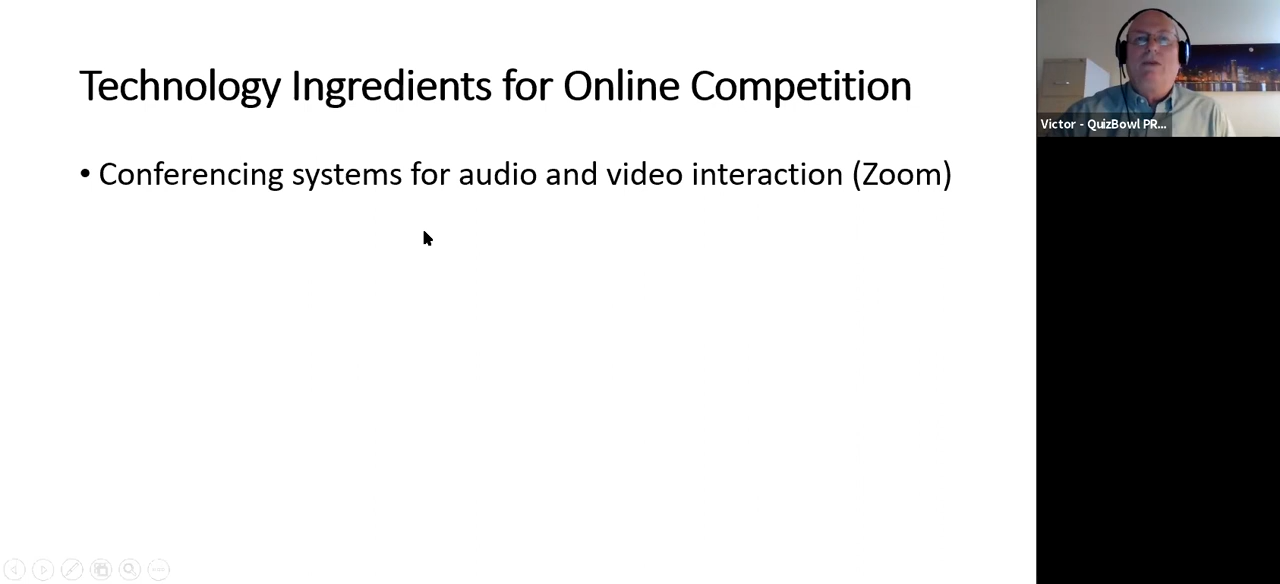 Technology Ingredients for Online Competition
• Conferencing systems for audio and video interaction (Zoom)
Victor - QuizBowl PR...